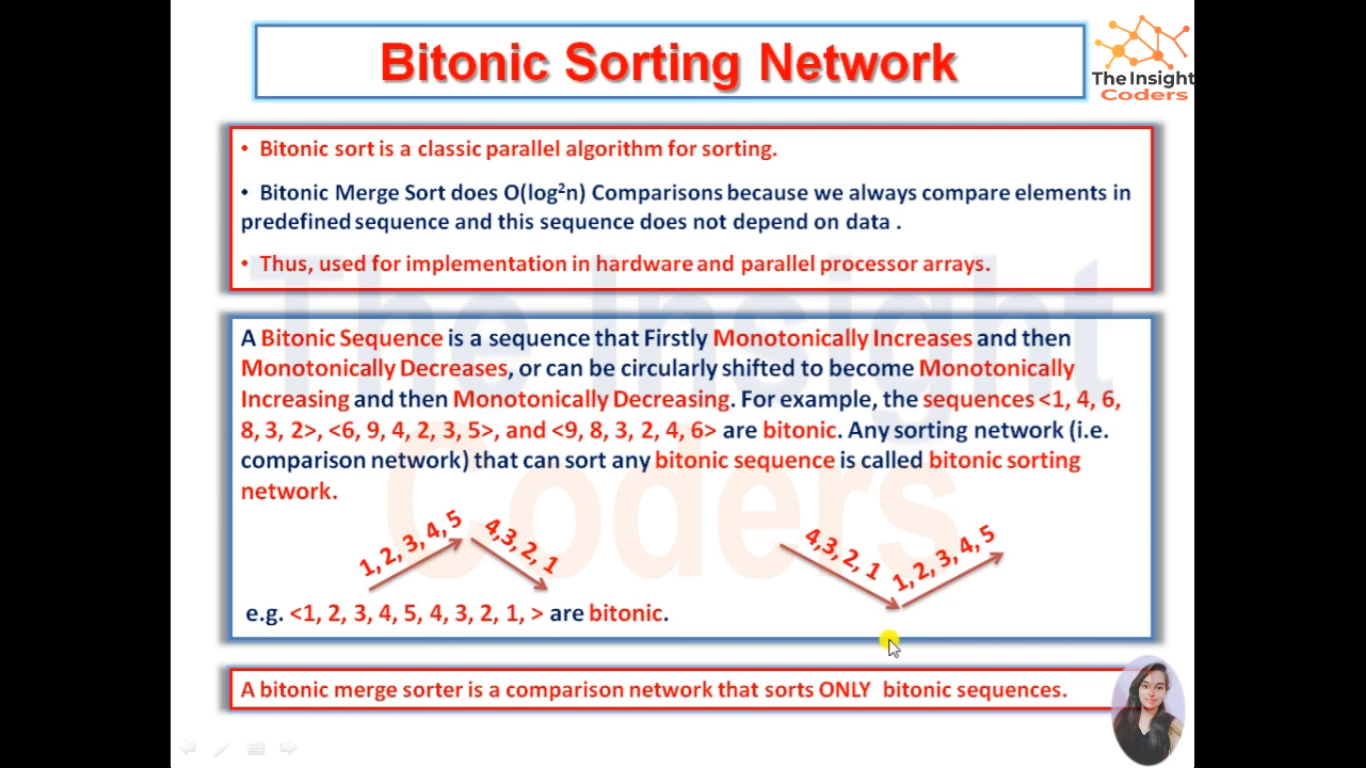 Bitonic Sorting Network
The Insight
Coders
• Bitonic sort is a classic parallel algorithm for sorting.
• Bitonic Merge Sort does O(log²n) Comparisons because we always compare elements in
predefined sequence and this sequence does not depend on data .
• Thus, used for implementation in hardware and parallel processor arrays.
A Bitonic Sequence is a sequence that Firstly Monotonically Increases and then
Monotonically Decreases, or can be circularly shifted to become Monotonically
Increasing and then Monotonically Decreasing. For example, the sequences <1, 4, 6,
8, 3, 2>, <6, 9, 4, 2, 3, 5>, and <9, 8, 3, 2, 4, 6> are bitonic. Any sorting network (i.e.
comparison network) that can sort any bitonic sequence is called bitonic sorting
network.
1, 2, 3, 4, 5
4,3, 2, 1
4,3, 2, 1
1, 2, 3, 4, 5
e.g. <1, 2, 3, 4, 5, 4, 3, 2, 1, > are bitonic.
A bitonic merge sorter is a comparison network that sorts ONLY bitonic sequences.
The Insight
Coders